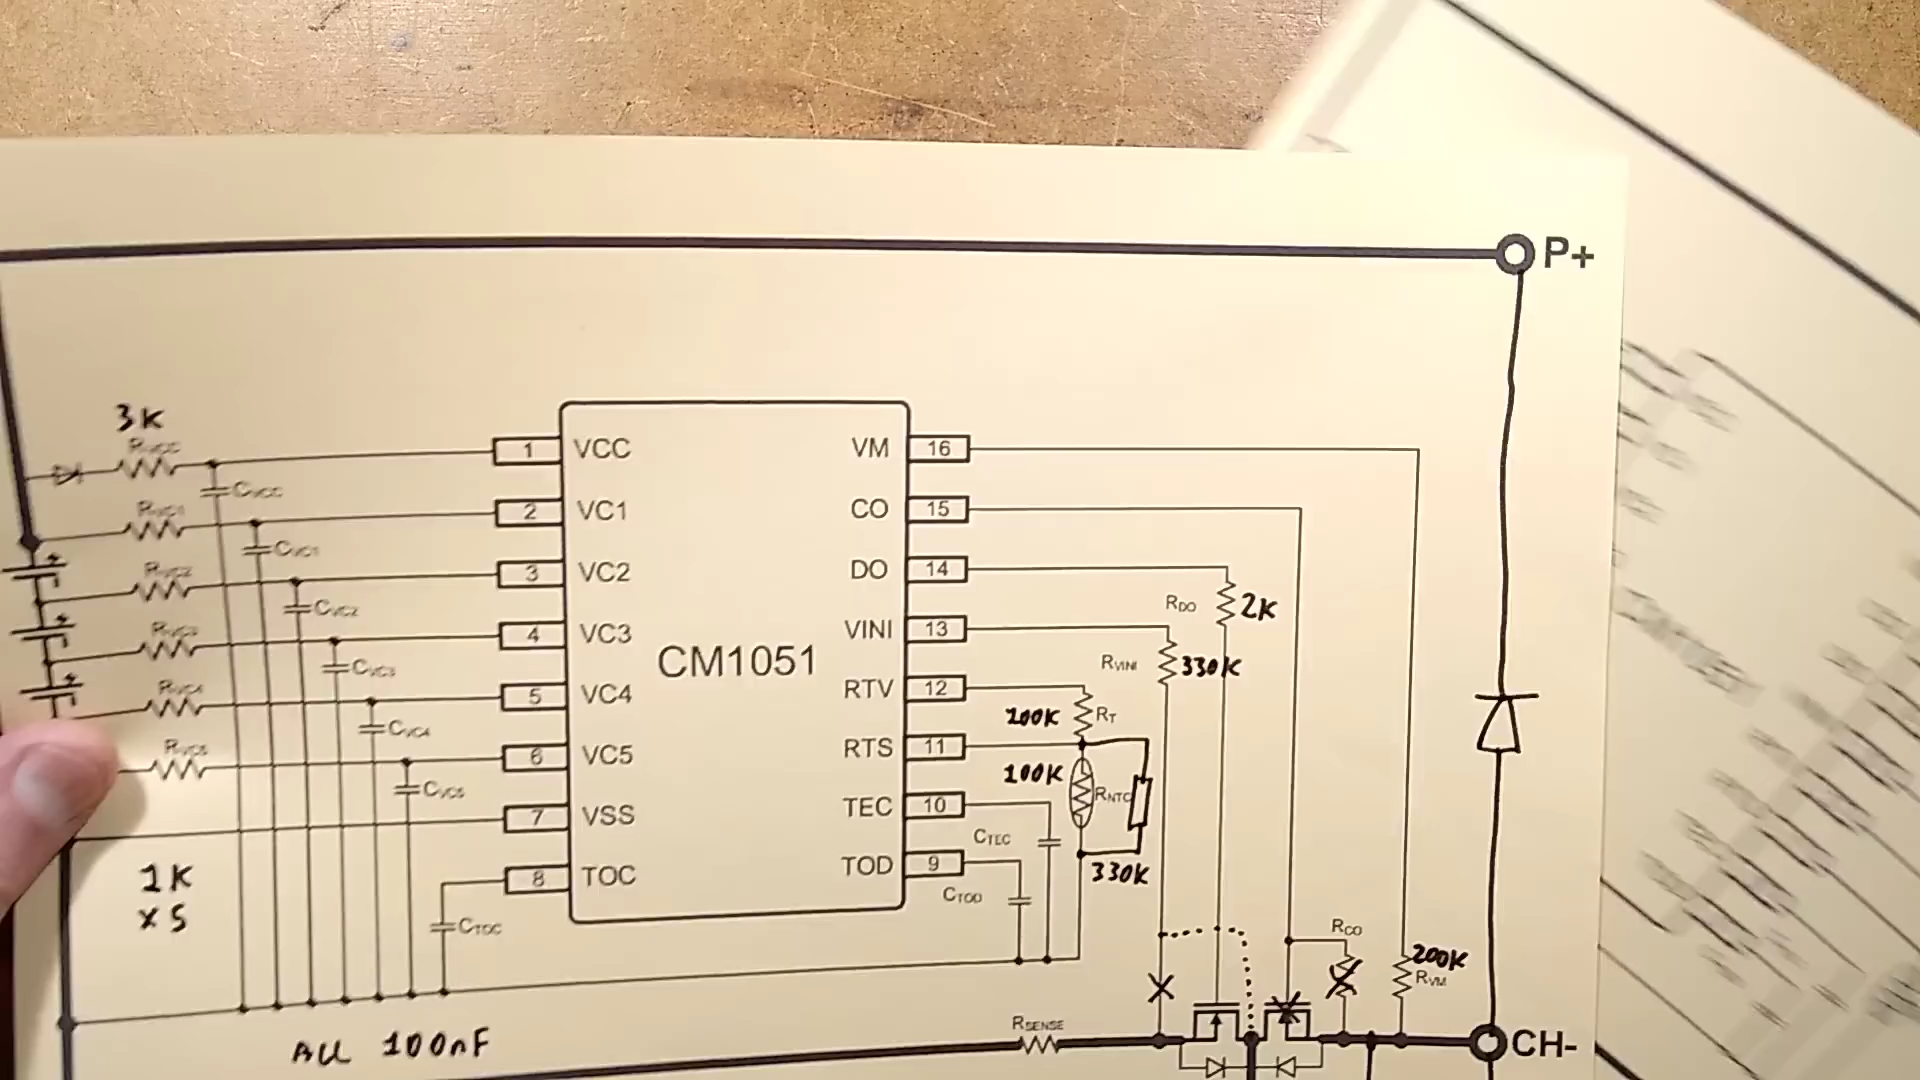 P+
3K
RVCC
1 VCC VM 16
CVCC
RVC1
2 VC1 CO 15
CVC1
RVC2
3 VC2 DO 14
CVC2
RDO 2K
RVC3
4 VC3 VINI 13
CVC3
RVINI 330K
CM1051
RVC4
5 VC4 RTV 12
CVC4
100K RT
RVC5
6 VC5 RTS 11
CVC5
100K RNTC
7 VSS TEC 10
CTEC
330K
8 TOC TOD 9
CTOD
1K
X5
CTOC
RCO
200K
RVM
RSENSE
ALL 100nF
CH-